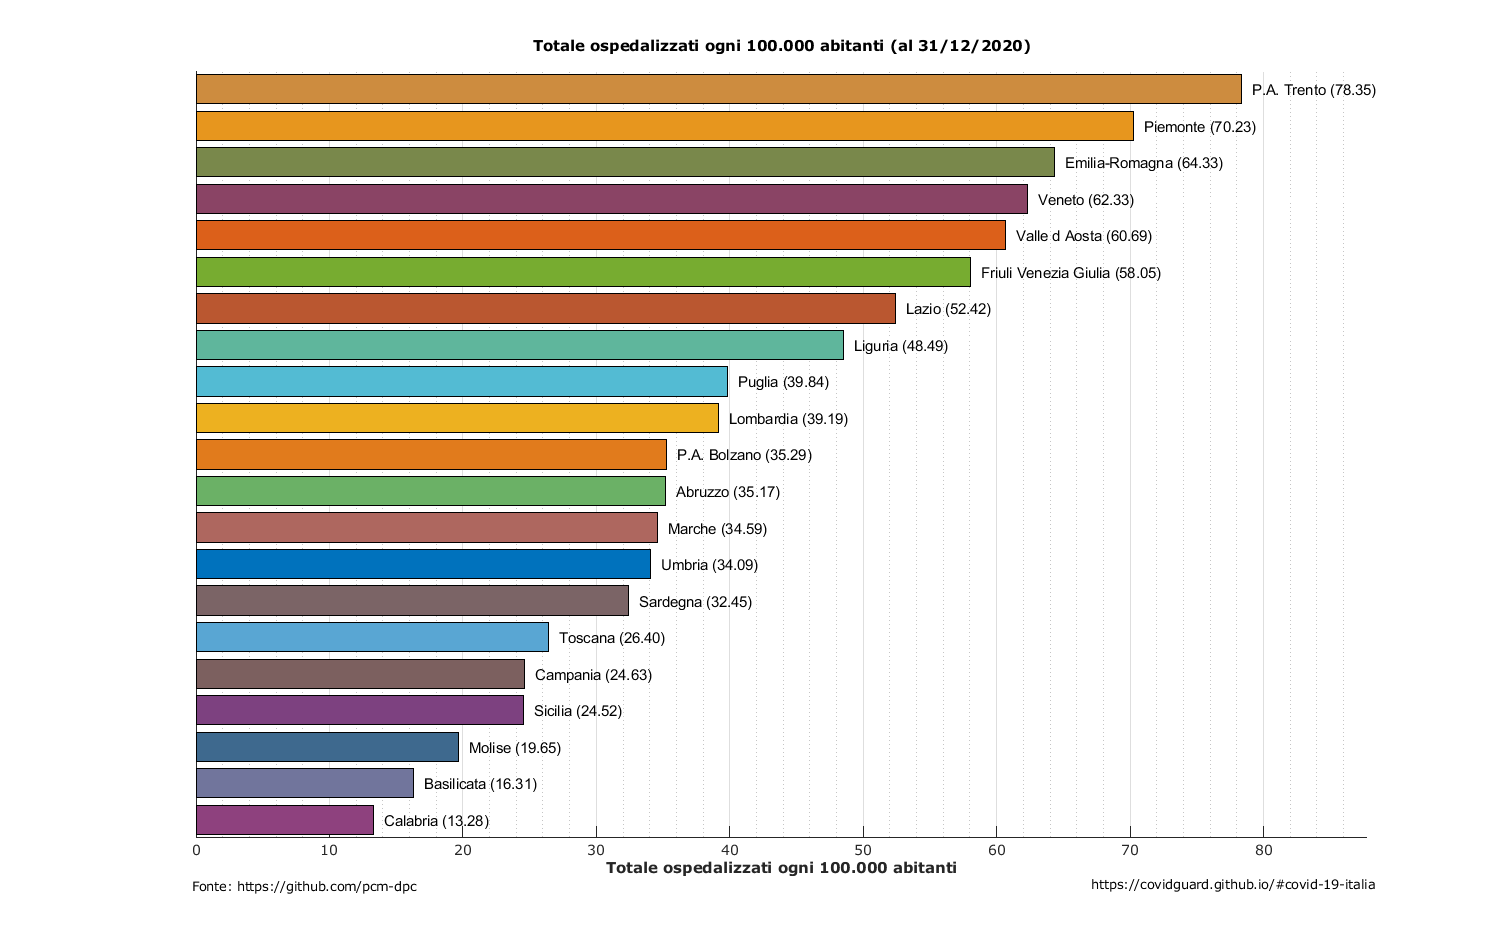 Totale ospedalizzati ogni 100.000 abitanti (al 31/12/2020)
P.A. Trento (78.35)
Piemonte (70.23)
Emilia-Romagna (64.33)
Veneto (62.33)
Valle d Aosta (60.69)
Friuli Venezia Giulia (58.05)
Lazio (52.42)
Liguria (48.49)
Puglia (39.84)
Lombardia (39.19)
P.A. Bolzano (35.29)
Abruzzo (35.17)
Marche (34.59)
Umbria (34.09)
Sardegna (32.45)
Toscana (26.40)
Campania (24.63)
Sicilia (24.52)
Molise (19.65)
Basilicata (16.31)
Calabria (13.28)
0 10 20 30 40 50 60 70 80
Totale ospedalizzati ogni 100.000 abitanti
Fonte: https://github.com/pcm-dpc
https://covidguard.github.io/#covid-19-italia